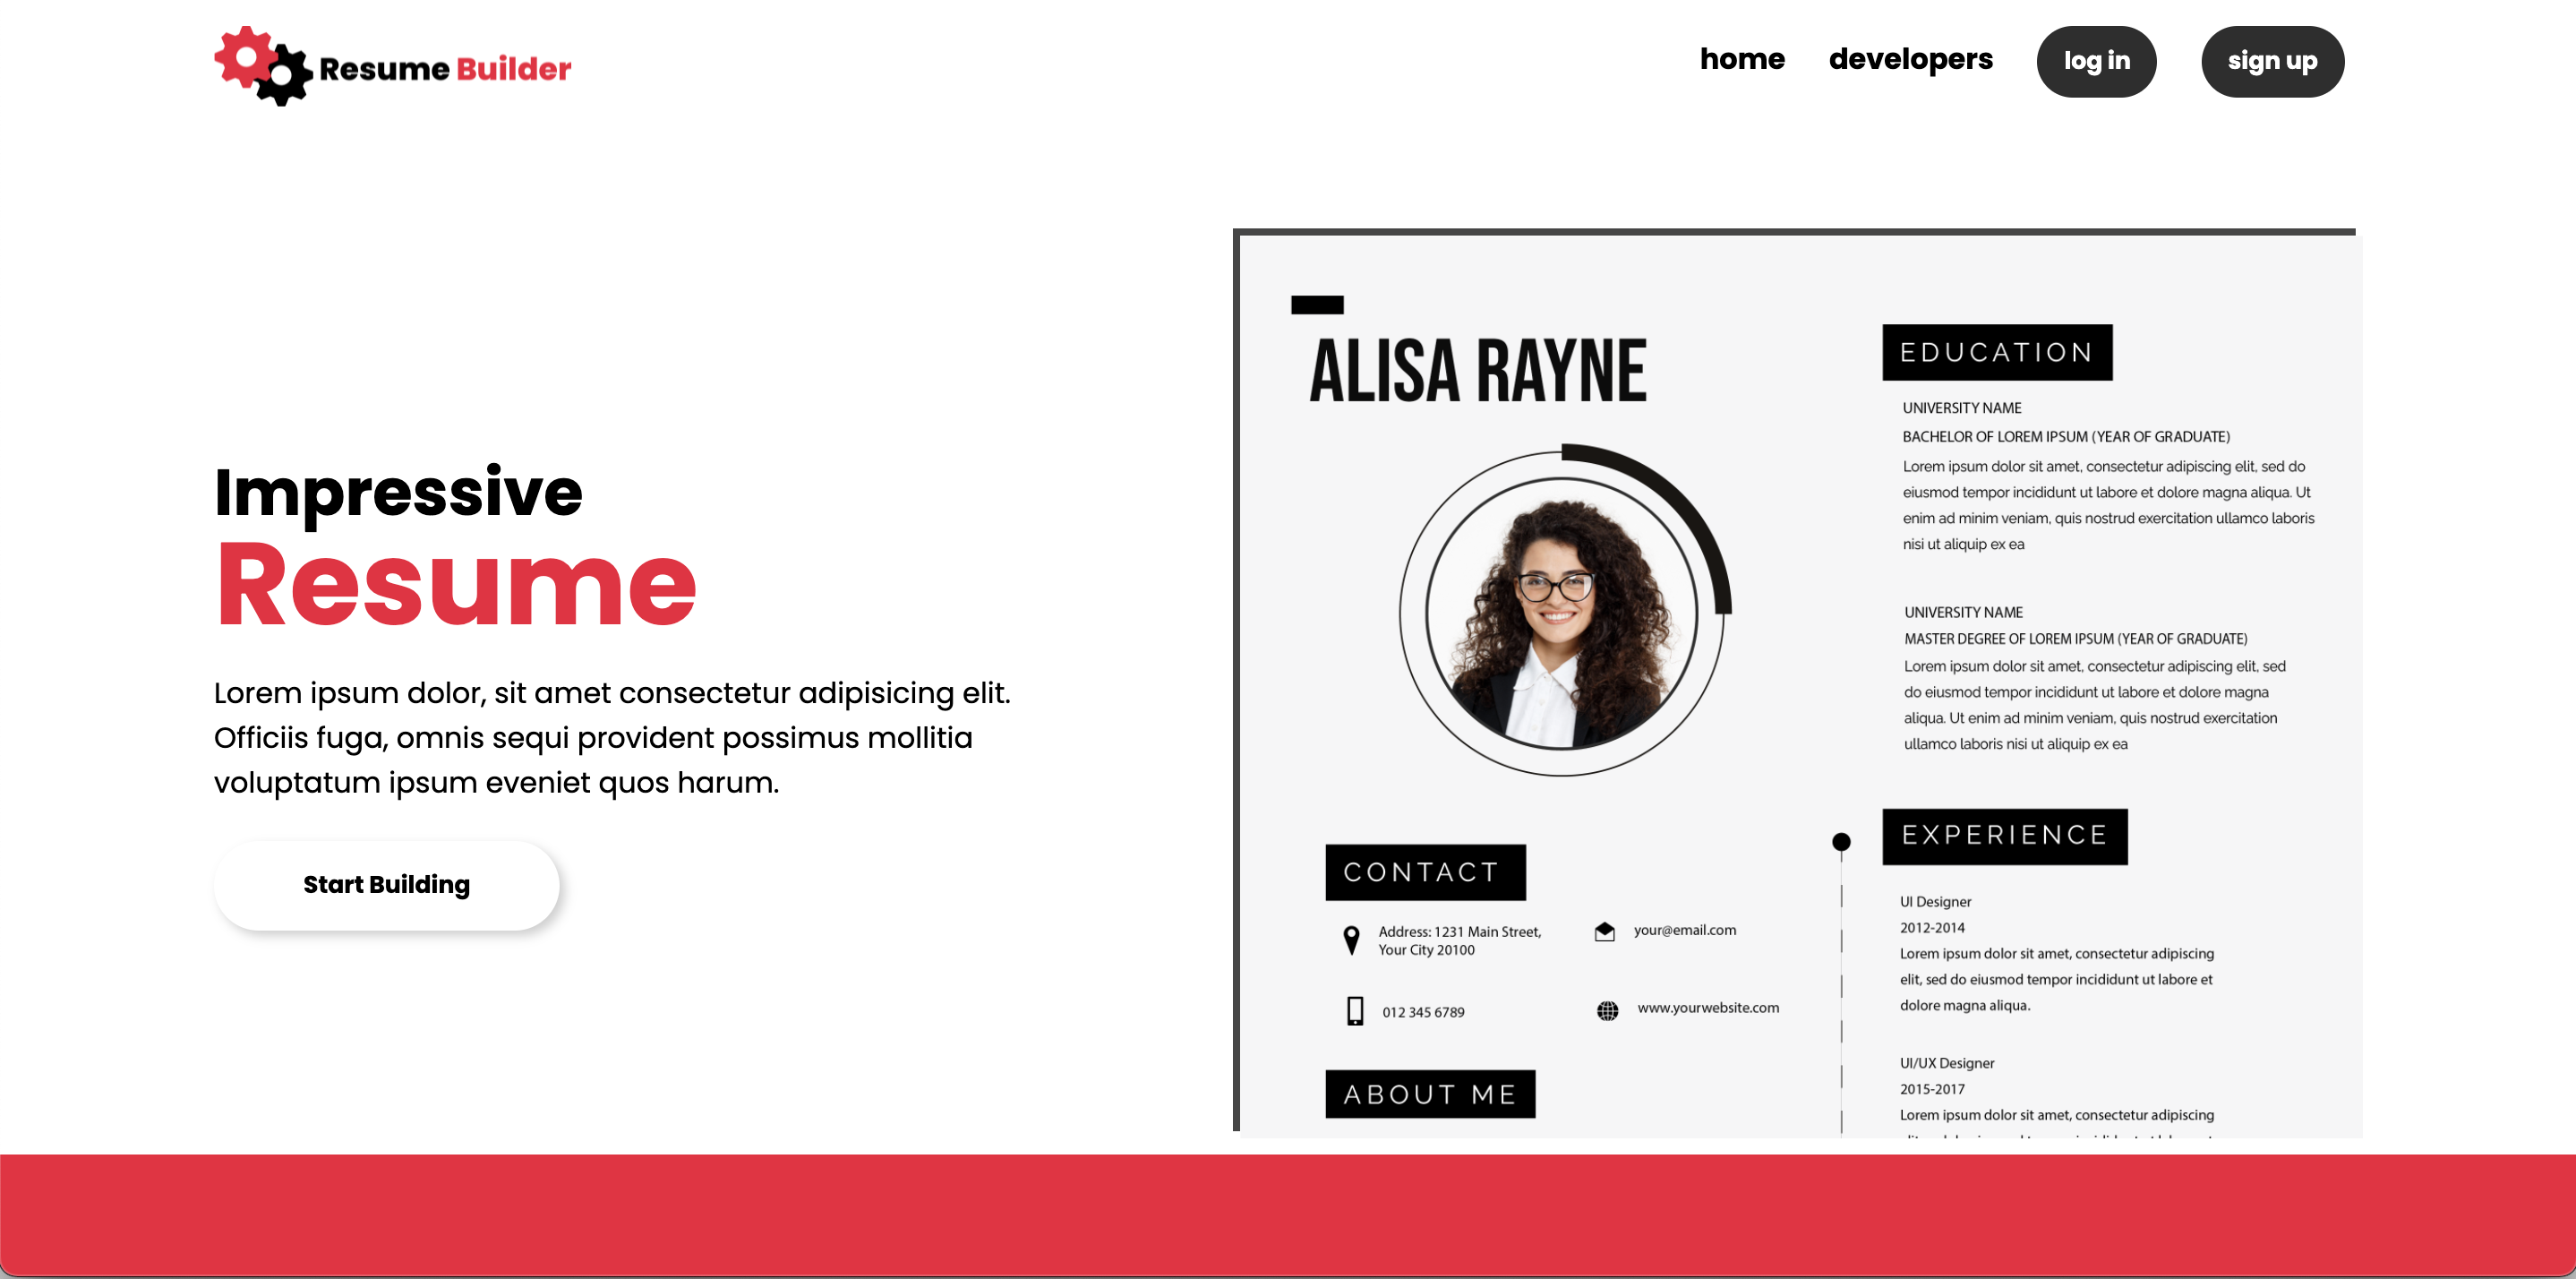 Resume Builder
home
developers
log in
sign up
Impressive
Resume
Lorem ipsum dolor, sit amet consectetur adipisicing elit.
Officiis fuga, omnis sequi provident possimus mollitia
voluptatum ipsum eveniet quos harum.
Start Building
ALISA RAYNE
CONTACT
Address: 1231 Main Street,
Your City 20100
your@email.com
012 345 6789
www.yourwebsite.com
ABOUT ME
EDUCATION
UNIVERSITY NAME
BACHELOR OF LOREM IPSUM (YEAR OF GRADUATE)
Lorem ipsum dolor sit amet, consectetur adipiscing elit, sed do
eiusmod tempor incididunt ut labore et dolore magna aliqua. Ut
enim ad minim veniam, quis nostrud exercitation ullamco laboris
nisi ut aliquip ex ea
UNIVERSITY NAME
MASTER DEGREE OF LOREM IPSUM (YEAR OF GRADUATE)
Lorem ipsum dolor sit amet, consectetur adipiscing elit, sed
do eiusmod tempor incididunt ut labore et dolore magna
aliqua. Ut enim ad minim veniam, quis nostrud exercitation
ullamco laboris nisi ut aliquip ex ea
EXPERIENCE
UI Designer
2012-2014
Lorem ipsum dolor sit amet, consectetur adipiscing
elit, sed do eiusmod tempor incididunt ut labore et
dolore magna aliqua.
UI/UX Designer
2015-2017
Lorem ipsum dolor sit amet, consectetur adipiscing